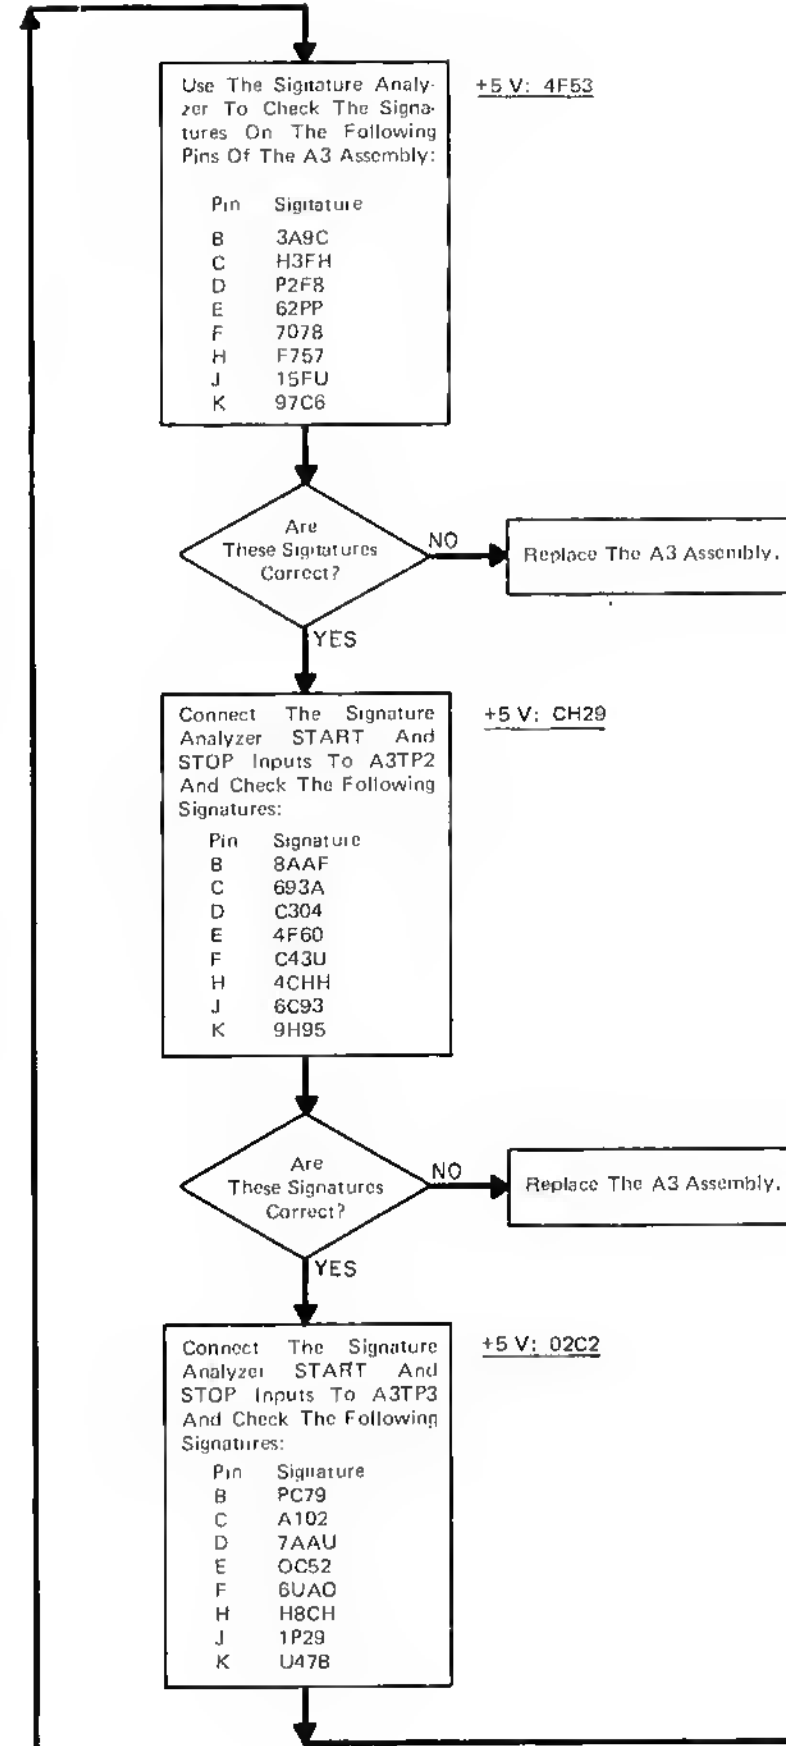 Use The Signature Analy-
zer To Check The Signa-
tures On The Following
Pins Of The A3 Assembly:
Pin Signature
B 3A9C
C H3FH
D P2F8
E 62PP
F 7078
H F757
J 15FU
K 97C6
+5 V: 4F53
Are
These Signatures
Correct?
NO
Replace The A3 Assembly.
YES
Connect The Signature
Analyzer START And
STOP Inputs To A3TP2
And Check The Following
Signatures:
Pin Signature
B 8AAF
C 693A
D C304
E 4F60
F C43U
H 4CHH
J 6C93
K 9H95
+5 V: CH29
Are
These Signatures
Correct?
NO
Replace The A3 Assembly.
YES
Connect The Signature
Analyzer START And
STOP Inputs To A3TP3
And Check The Following
Signatures:
Pin Signature
B PC79
C A102
D 7AAU
E 0C52
F 6UA0
H H8CH
J 1P29
K U478
+5 V: 02C2